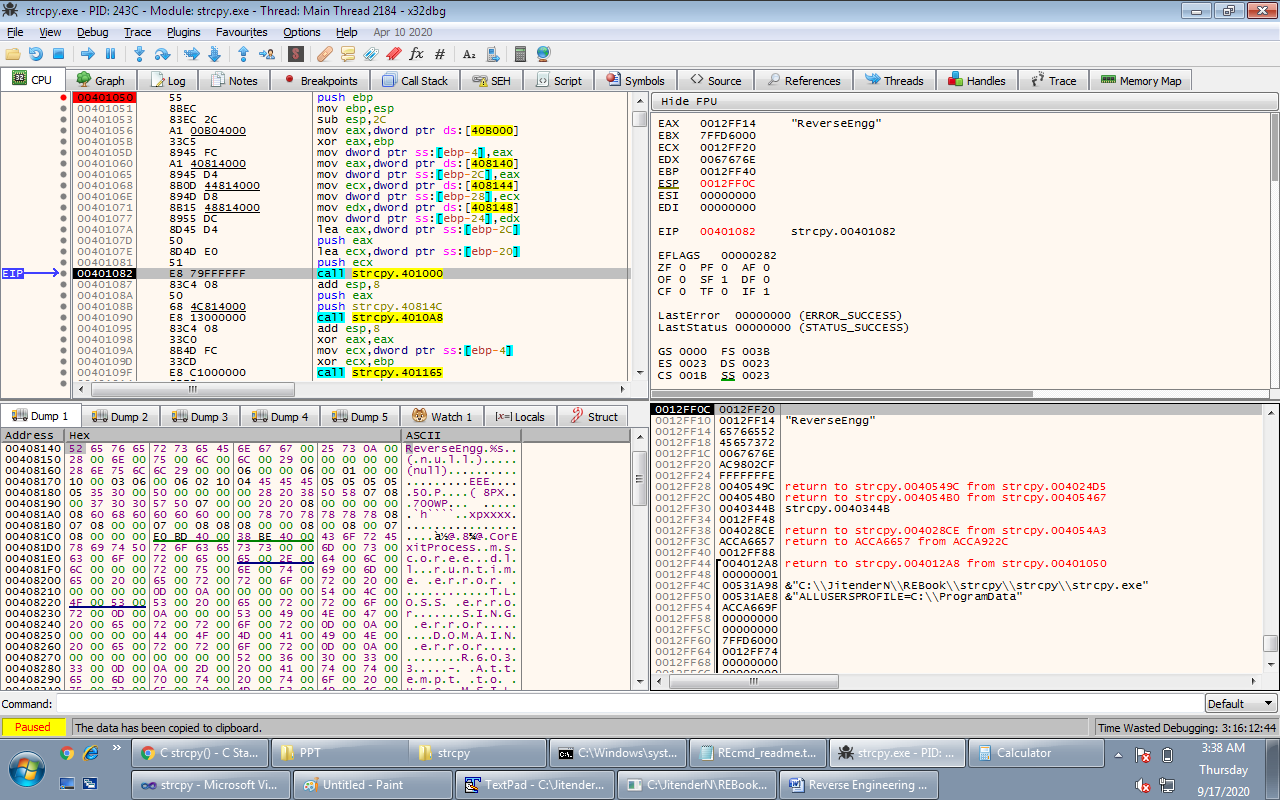 strcpy.exe - PID: 243C - Module: strcpy.exe - Thread: Main Thread 2184 - x32dbg
File View Debug Trace Plugins Favourites Options Help Apr 10 2020
CPU Graph Log Notes Breakpoints Call Stack SEH Script Symbols Source References Threads Handles Trace Memory Map
00401050 55 push ebp
00401051 8BEC mov ebp,esp
00401053 83EC 2C sub esp,2C
00401056 A1 00B04000 mov eax,dword ptr ds:[40B000]
0040105B 33C5 xor eax,ebp
0040105D 8945 FC mov dword ptr ss:[ebp-4],eax
00401060 A1 40814000 mov eax,dword ptr ds:[408140]
00401065 8945 D4 mov dword ptr ss:[ebp-2C],eax
00401068 8B0D 44814000 mov ecx,dword ptr ds:[408144]
0040106E 894D D8 mov dword ptr ss:[ebp-28],ecx
00401071 8B15 48814000 mov edx,dword ptr ds:[408148]
00401077 8955 DC mov dword ptr ss:[ebp-24],edx
0040107A 8D45 D4 lea eax,dword ptr ss:[ebp-2C]
0040107D 50 push eax
0040107E 8D4D E0 lea ecx,dword ptr ss:[ebp-20]
00401081 51 push ecx
EIP 00401082 E8 79FFFFFF call strcpy.401000
00401087 83C4 08 add esp,8
0040108A 50 push eax
0040108B 68 4C814000 push strcpy.40814C
00401090 E8 13000000 call strcpy.4010A8
00401095 83C4 08 add esp,8
00401098 33C0 xor eax,eax
0040109A 8B4D FC mov ecx,dword ptr ss:[ebp-4]
0040109D 33CD xor ecx,ebp
0040109F E8 C1000000 call strcpy.401165
Hide FPU
EAX 0012FF14 "ReverseEngg"
EBX 7FFD6000
ECX 0012FF20
EDX 0067676E
EBP 0012FF40
ESP 0012FF0C
ESI 00000000
EDI 00000000
EIP 00401082 strcpy.00401082
EFLAGS 00000282
ZF 0 PF 0 AF 0
OF 0 SF 1 DF 0
CF 0 TF 0 IF 1
LastError 00000000 (ERROR_SUCCESS)
LastStatus 00000000 (STATUS_SUCCESS)
GS 0000 FS 003B
ES 0023 DS 0023
CS 001B SS 0023
Dump 1 Dump 2 Dump 3 Dump 4 Dump 5 Watch 1 Locals Struct
Address Hex ASCII
00408140 52 65 76 65 72 73 65 45 6E 67 67 00 25 73 0A 00 ReverseEngg.%s..
00408150 28 00 6E 00 75 00 6C 00 6C 00 29 00 00 00 00 00 (.n.u.l.l.).....
00408160 28 6E 75 6C 6C 29 00 00 06 00 00 06 00 01 00 00 (null)..........
00408170 10 00 03 06 00 06 02 10 04 45 45 45 05 05 05 05 .........EEE....
00408180 05 35 30 00 50 00 00 00 00 28 20 38 50 58 07 08 .50.P....( 8PX..
00408190 00 37 30 30 57 50 07 00 00 20 20 08 00 00 00 00 .700WP...  .....
004081A0 08 60 68 60 60 60 60 00 00 78 70 78 78 78 78 08 .`h````..xpxxxx.
004081B0 07 08 00 00 07 00 08 08 08 00 00 08 00 08 00 07 ................
004081C0 08 00 00 00 E0 BD 40 00 38 BE 40 00 43 6F 72 45 ....à½@.8¾@.CorE
004081D0 78 69 74 50 72 6F 63 65 73 73 00 00 6D 00 73 00 xitProcess..m.s.
004081E0 63 00 6F 00 72 00 65 00 65 00 2E 00 64 00 6C 00 c.o.r.e.e...d.l.
004081F0 6C 00 00 00 72 00 75 00 6E 00 74 00 69 00 6D 00 l...r.u.n.t.i.m.
00408200 65 00 20 00 65 00 72 00 72 00 6F 00 72 00 20 00 e. .e.r.r.o.r. .
00408210 00 00 00 00 0D 00 0A 00 00 00 00 00 54 00 4C 00 ............T.L.
00408220 4F 00 53 00 53 00 20 00 65 00 72 00 72 00 6F 00 O.S.S. .e.r.r.o.
00408230 72 00 0D 00 0A 00 00 00 53 00 49 00 4E 00 47 00 r.......S.I.N.G.
00408240 20 00 65 00 72 00 72 00 6F 00 72 00 0D 00 0A 00 .e.r.r.o.r.....
00408250 00 00 00 00 44 00 4F 00 4D 00 41 00 49 00 4E 00 ....D.O.M.A.I.N.
00408260 20 00 65 00 72 00 72 00 6F 00 72 00 0D 00 0A 00 .e.r.r.o.r.....
00408270 00 00 00 00 00 00 00 00 52 00 36 00 30 00 33 00 ........R.6.0.3.
00408280 33 00 0D 00 0A 00 2D 00 20 00 41 00 74 00 74 00 3.....-. .A.t.t.
00408290 65 00 6D 00 70 00 74 00 20 00 74 00 6F 00 20 00 e.m.p.t. .t.o. .
0012FF0C 0012FF20
0012FF10 0012FF14 "ReverseEngg"
0012FF14 65766552
0012FF18 45657372
0012FF1C 0067676E
0012FF20 AC9802CF
0012FF24 FFFFFFFE
0012FF28 0040549C return to strcpy.0040549C from strcpy.004024D5
0012FF2C 004054B0 return to strcpy.004054B0 from strcpy.00405467
0012FF30 0040344B strcpy.0040344B
0012FF34 0012FF48
0012FF38 004028CE return to strcpy.004028CE from strcpy.004054A3
0012FF3C ACCA6657 return to ACCA6657 from ACCA922C
0012FF40 0012FF88
0012FF44 004012A8 return to strcpy.004012A8 from strcpy.00401050
0012FF48 00000001
0012FF4C 00531A98 &"C:\\JitenderN\\REBook\\strcpy\\strcpy\\strcpy.exe"
0012FF50 00531AE8 &"ALLUSERSPROFILE=C:\\ProgramData"
0012FF54 ACCA669F
0012FF58 00000000
0012FF5C 00000000
0012FF60 7FFD6000
0012FF64 0012FF74
0012FF68 00000000
Command: Default
Paused The data has been copied to clipboard. Time Wasted Debugging: 3:16:12:44
C strcpy() - C Sta... PPT strcpy C:\Windows\syst... REcmd_readme.t... strcpy.exe - PID: ... Calculator
strcpy - Microsoft Vi... Untitled - Paint TextPad - C:\Jitender... C:\JitenderN\REBook... Reverse Engineering ...
3:38 AM
Thursday
9/17/2020